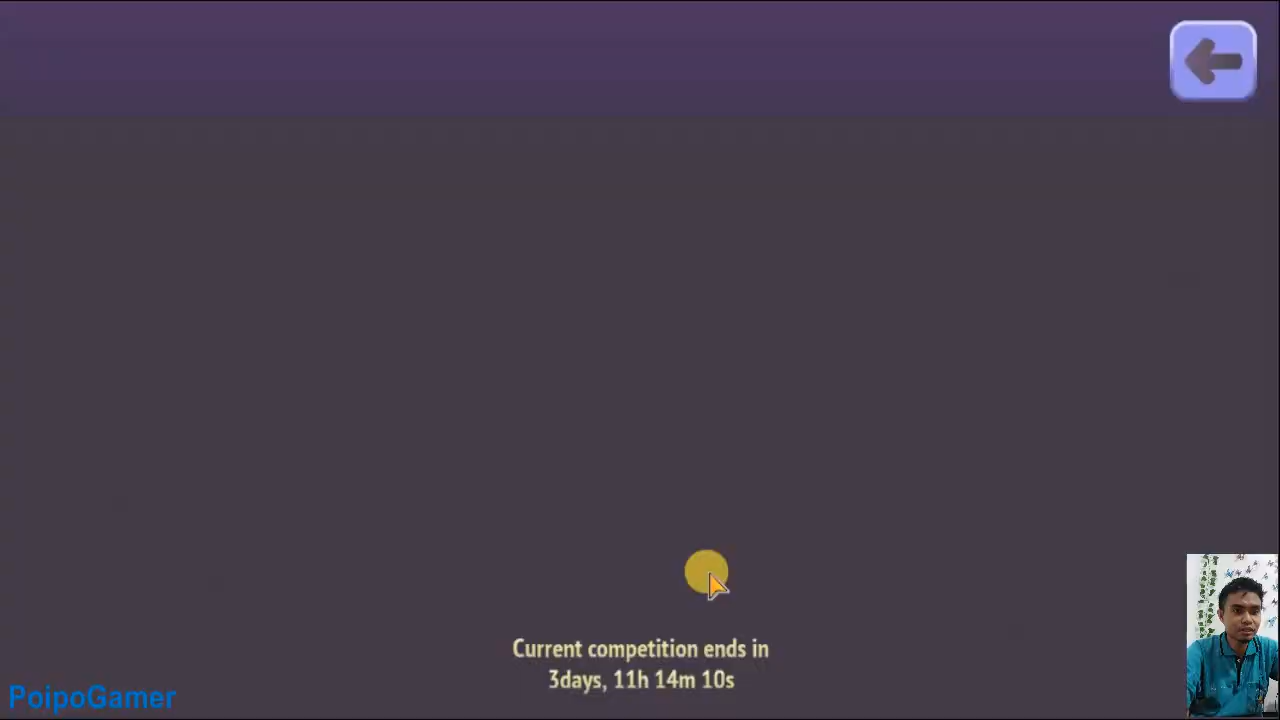 Current competition ends in
3days, 11h 14m 10s
PoipoGamer